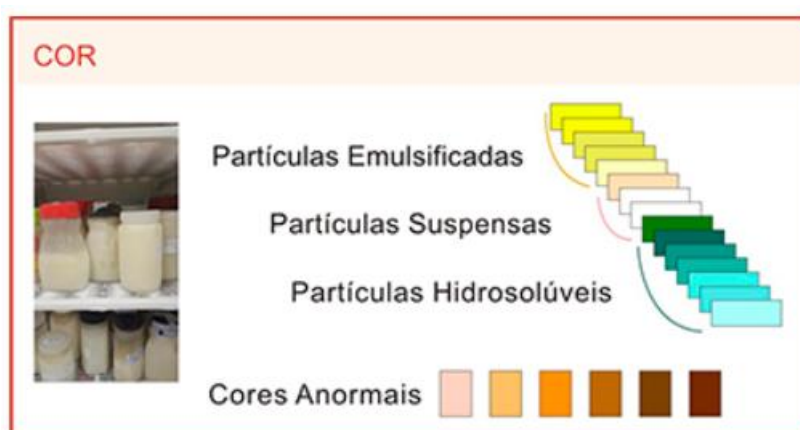 COR
Partículas Emulsificadas
Partículas Suspensas
Partículas Hidrosolúveis
Cores Anormais